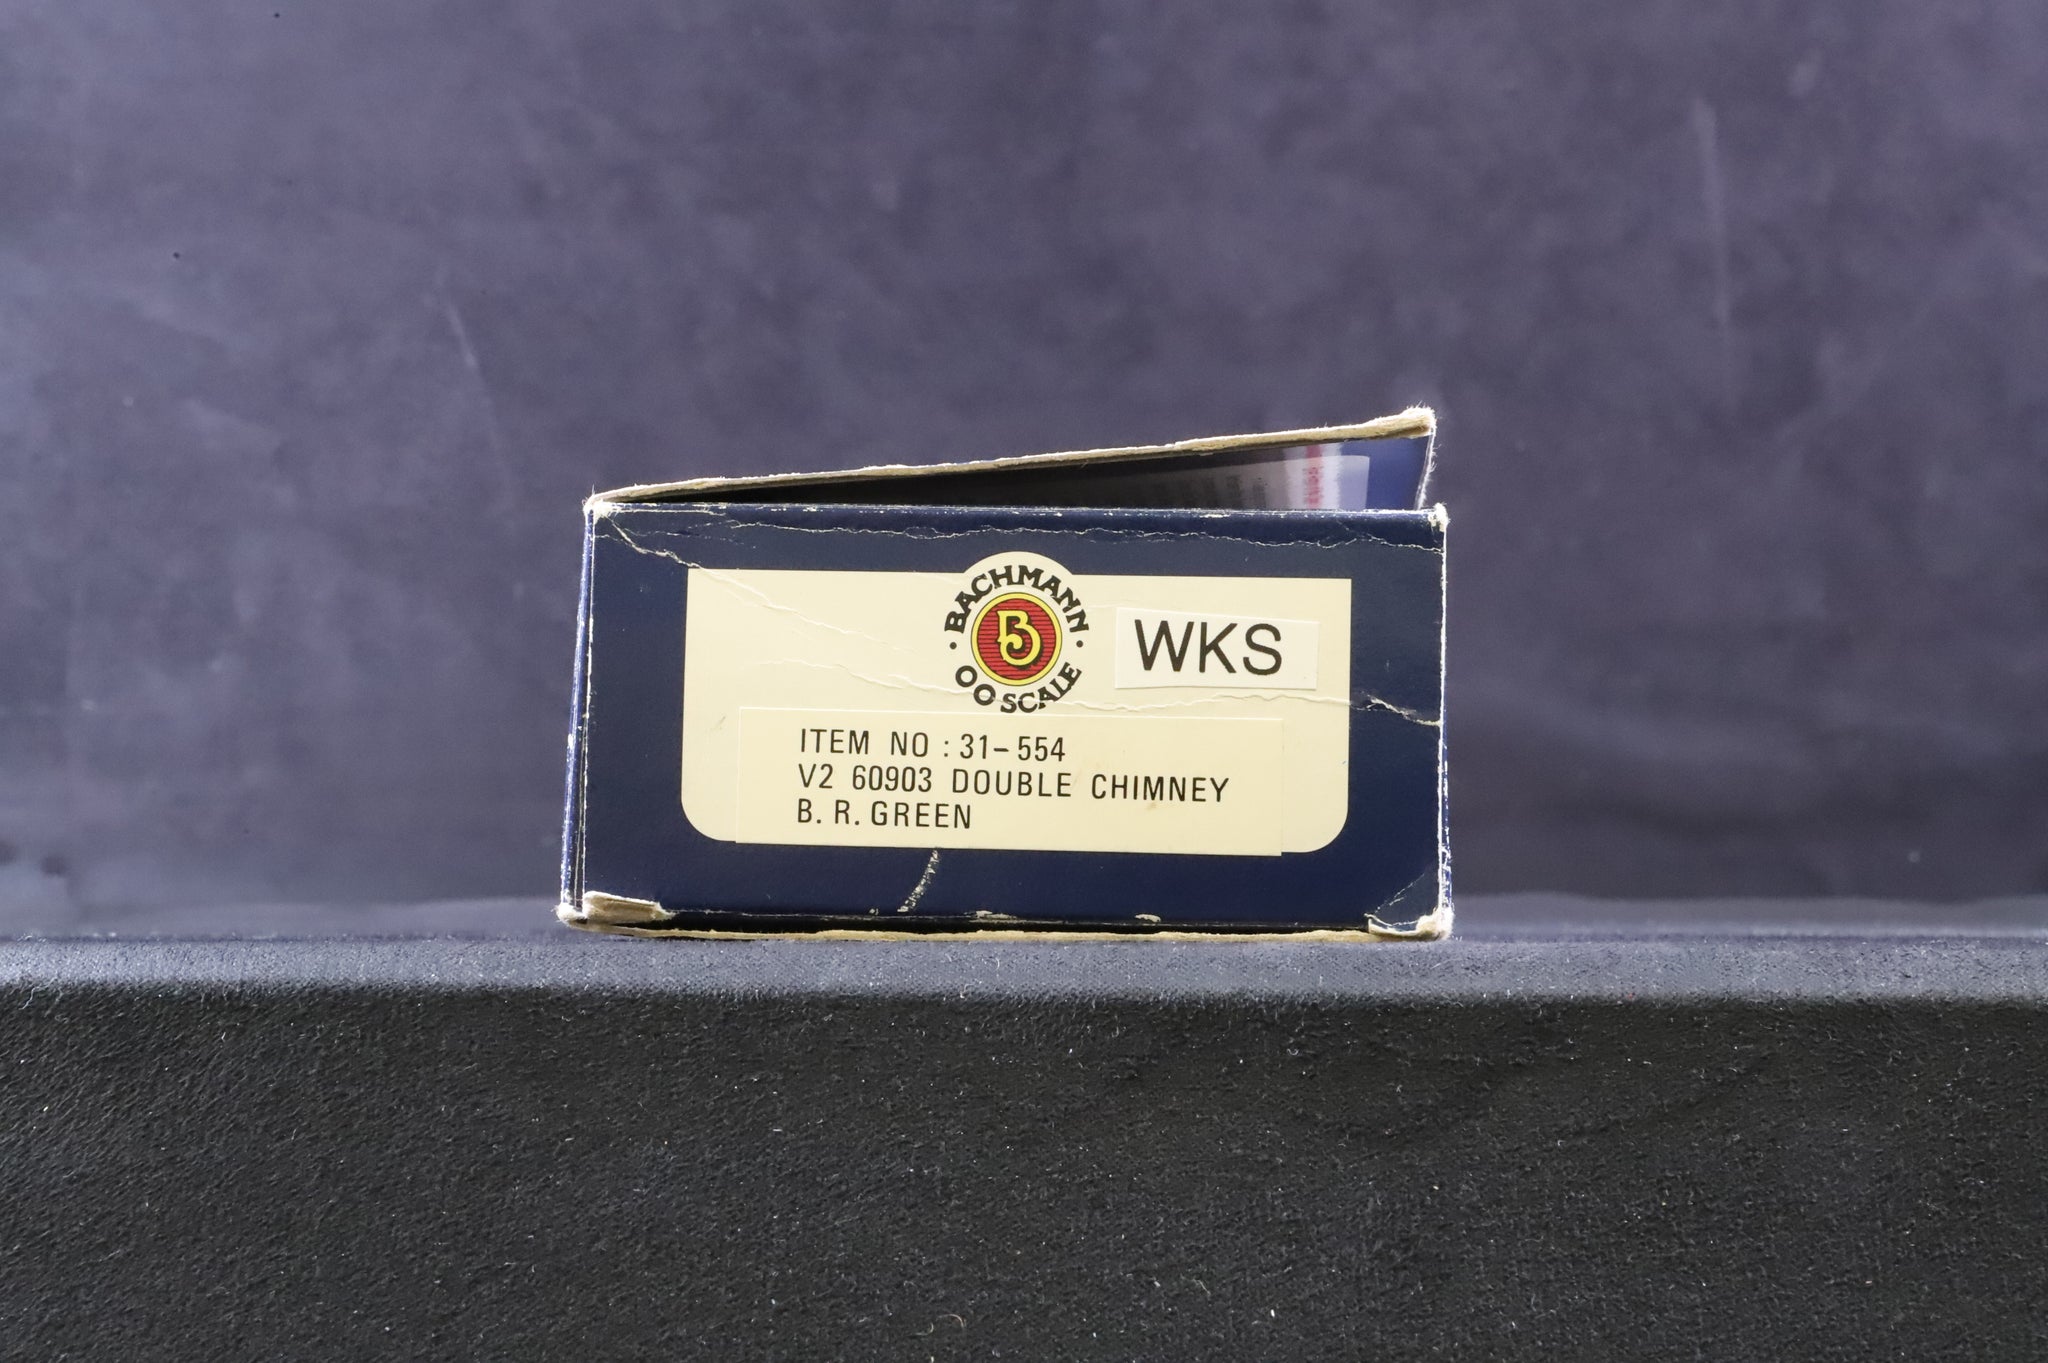 BACHMANN
B
OO SCALE
WKS
ITEM NO : 31-554
V2 60903 DOUBLE CHIMNEY
B. R. GREEN